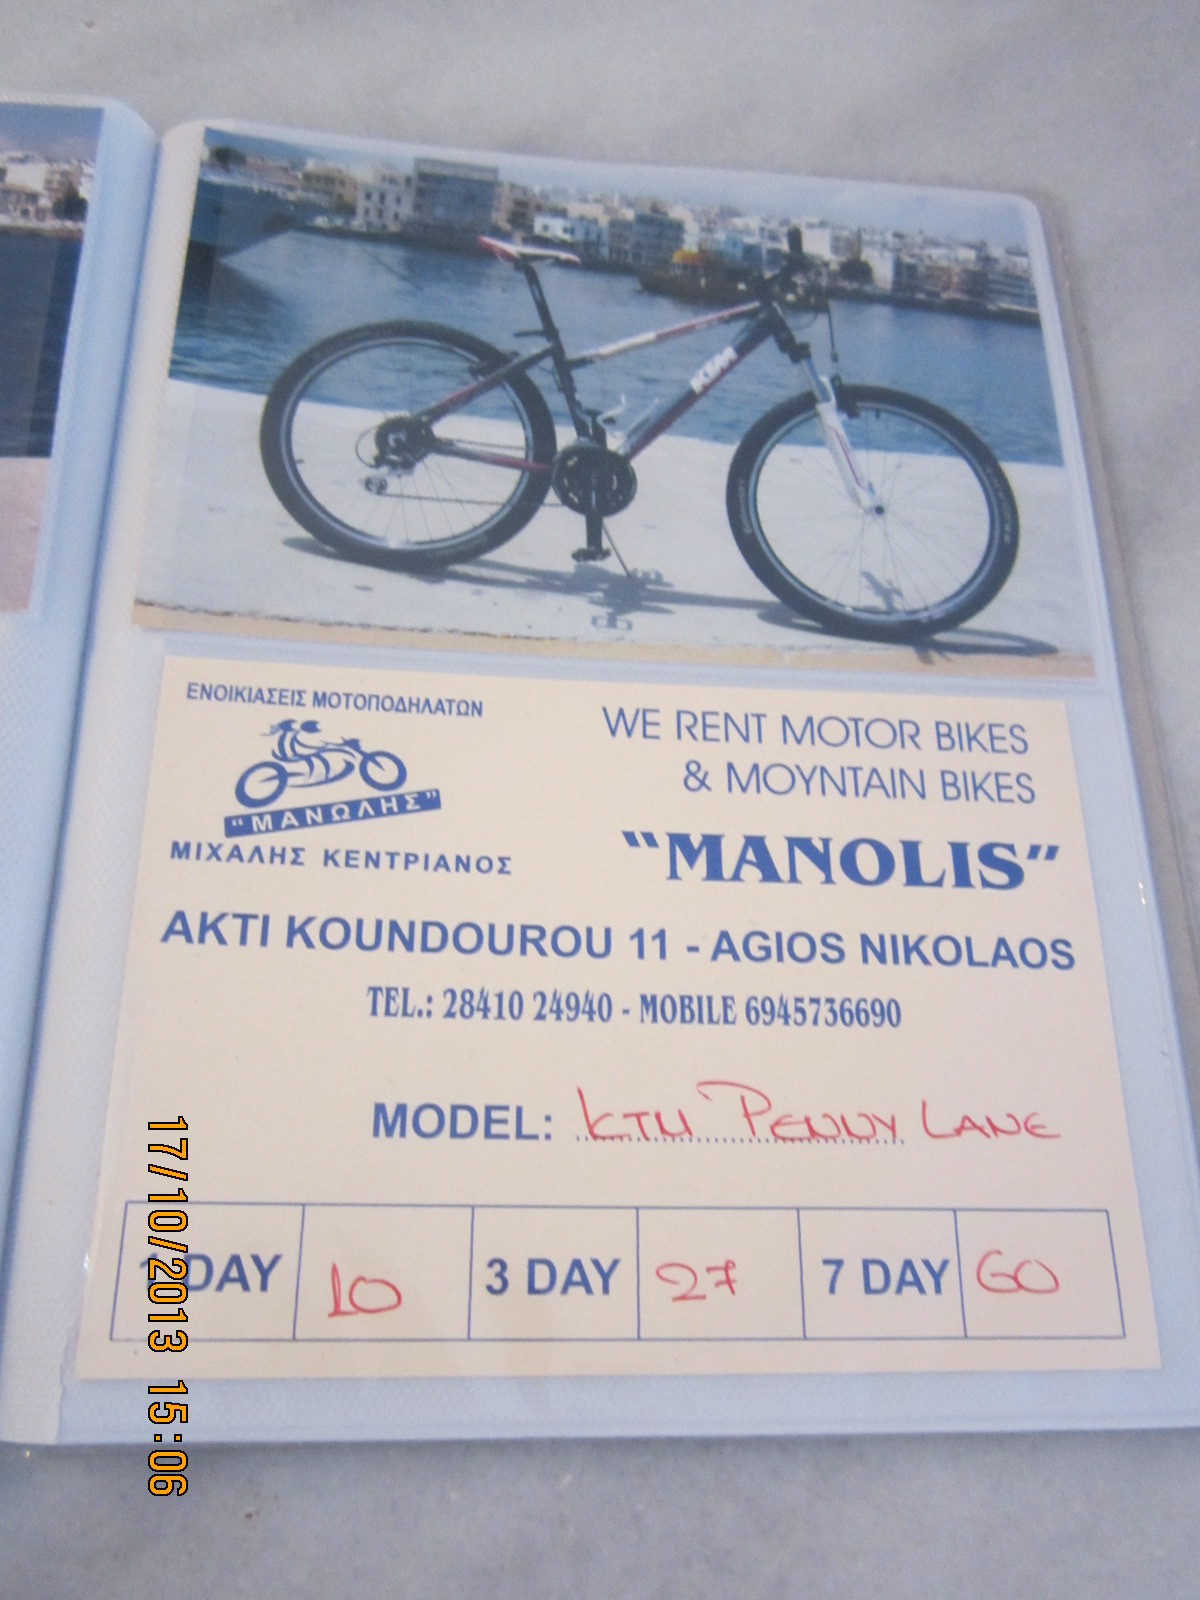 KTM
ΕΝΟΙΚΙΑΣΕΙΣ ΜΟΤΟΠΟΔΗΛΑΤΩΝ
"ΜΑΝΩΛΗΣ"
ΜΙΧΑΛΗΣ ΚΕΝΤΡΙΑΝΟΣ
WE RENT MOTOR BIKES
& MOYNTAIN BIKES
"MANOLIS"
AKTI KOUNDOUROU 11 - AGIOS NIKOLAOS
TEL.: 28410 24940 - MOBILE 6945736690
MODEL: KTM PENNY LANE
1 DAY 10 3 DAY 27 7 DAY 60
17/10/2013 15:06